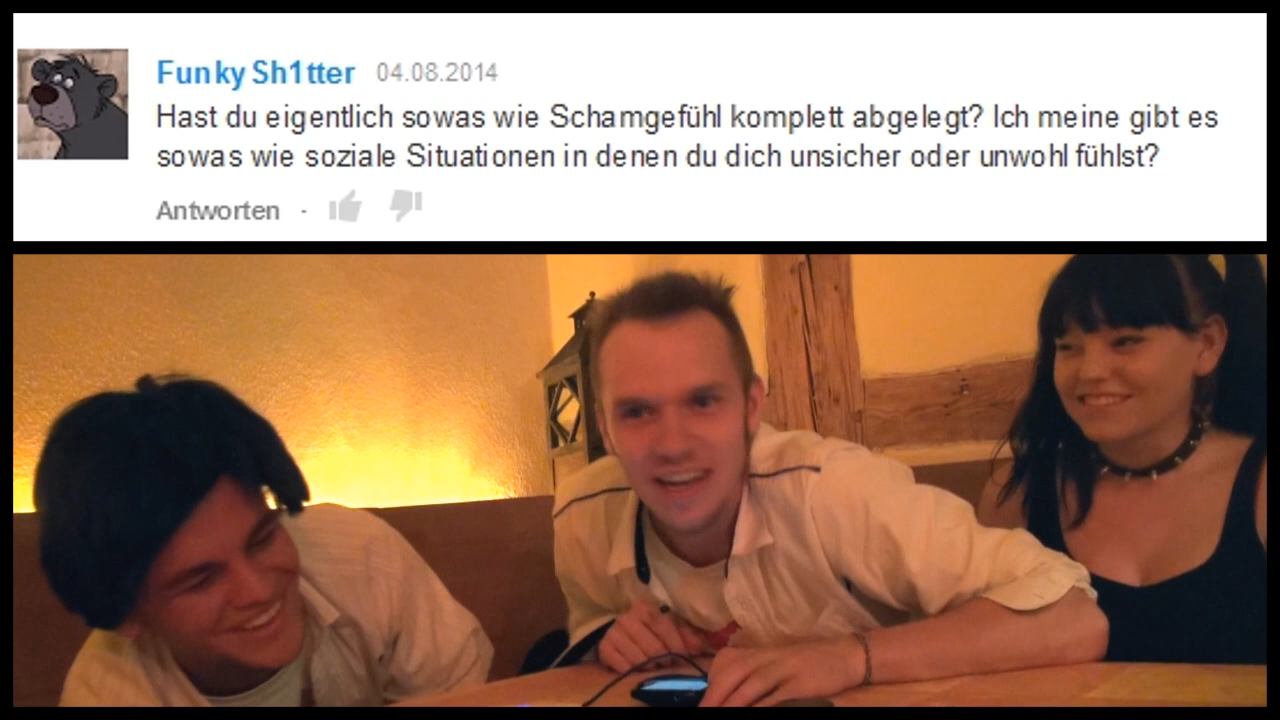 Funky Sh1tter 04.08.2014
Hast du eigentlich sowas wie Schamgefühl komplett abgelegt? Ich meine gibt es
sowas wie soziale Situationen in denen du dich unsicher oder unwohl fühlst?
Antworten ·